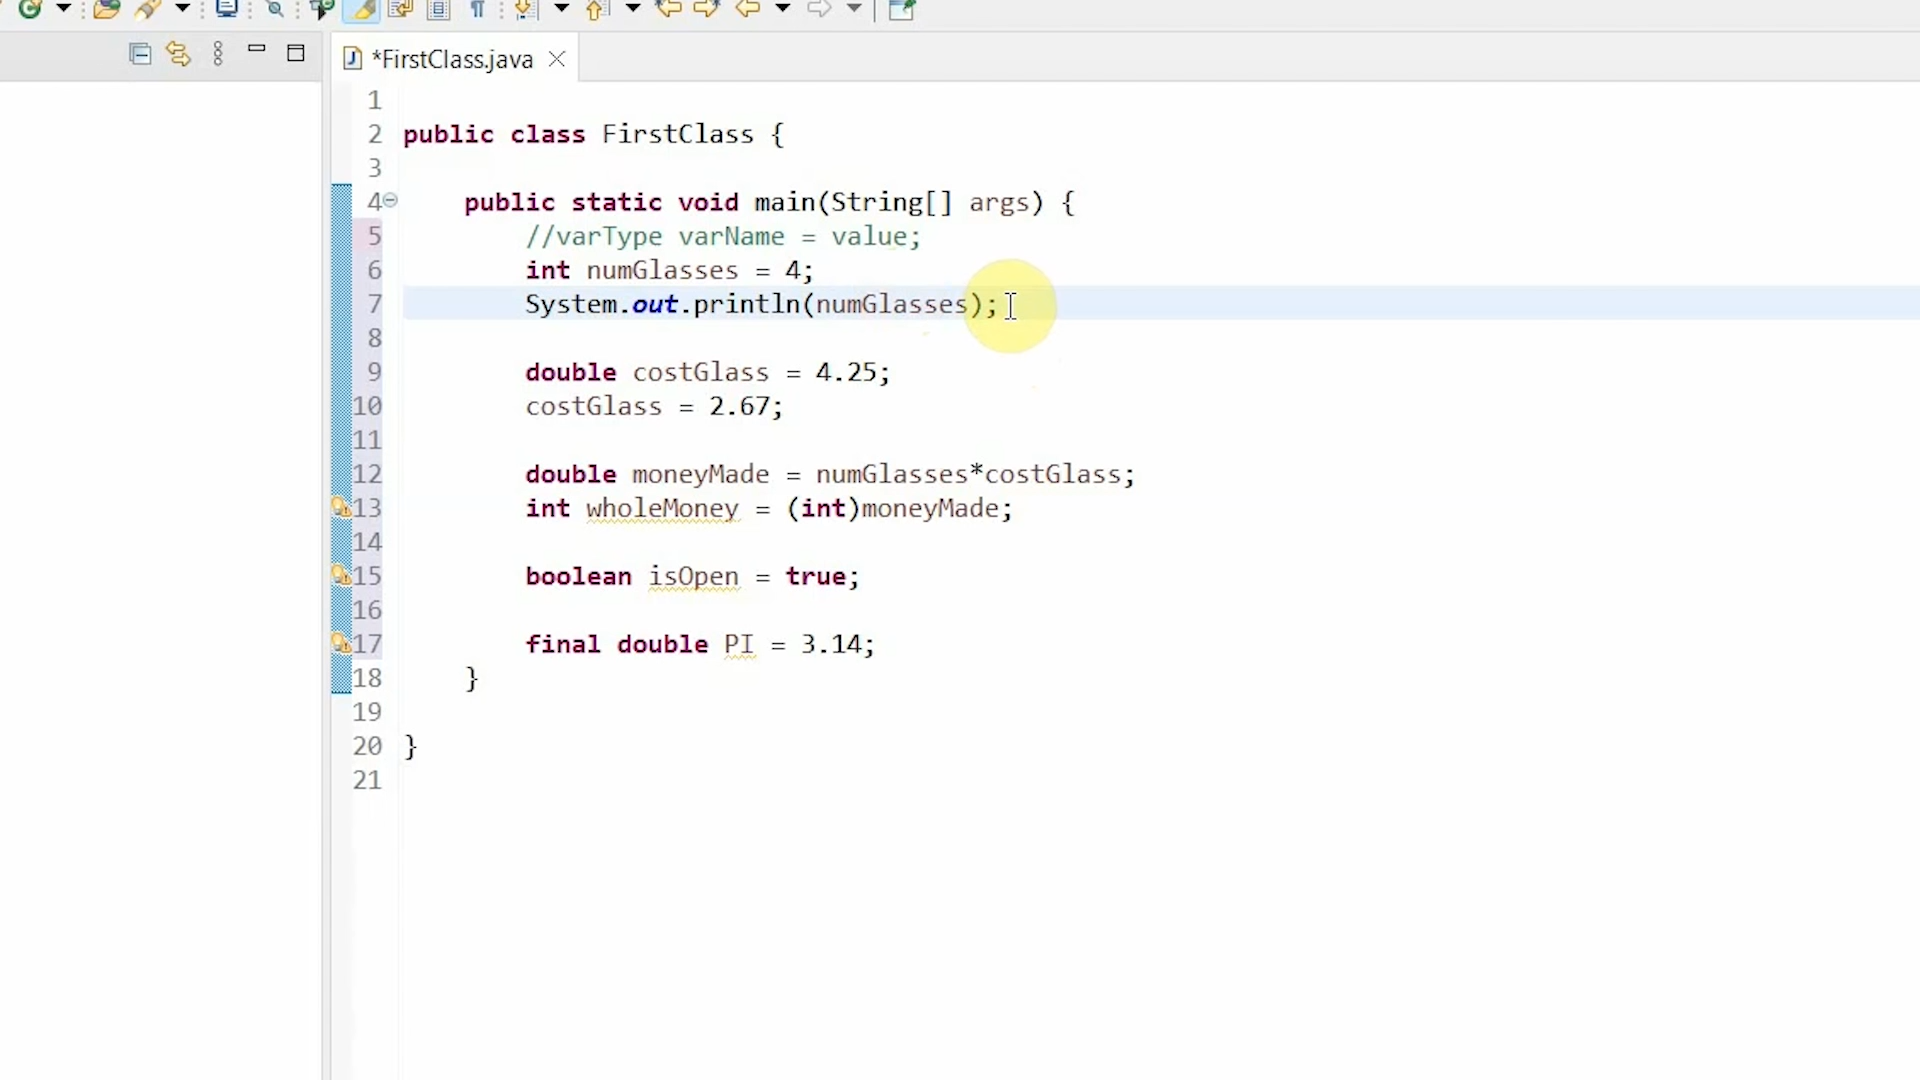 *FirstClass.java
1
2 public class FirstClass {
3
4 public static void main(String[] args) {
5 //varType varName = value;
6 int numGlasses = 4;
7 System.out.println(numGlasses);
8
9 double costGlass = 4.25;
10 costGlass = 2.67;
11
12 double moneyMade = numGlasses*costGlass;
13 int wholeMoney = (int)moneyMade;
14
15 boolean isOpen = true;
16
17 final double PI = 3.14;
18 }
19
20 }
21